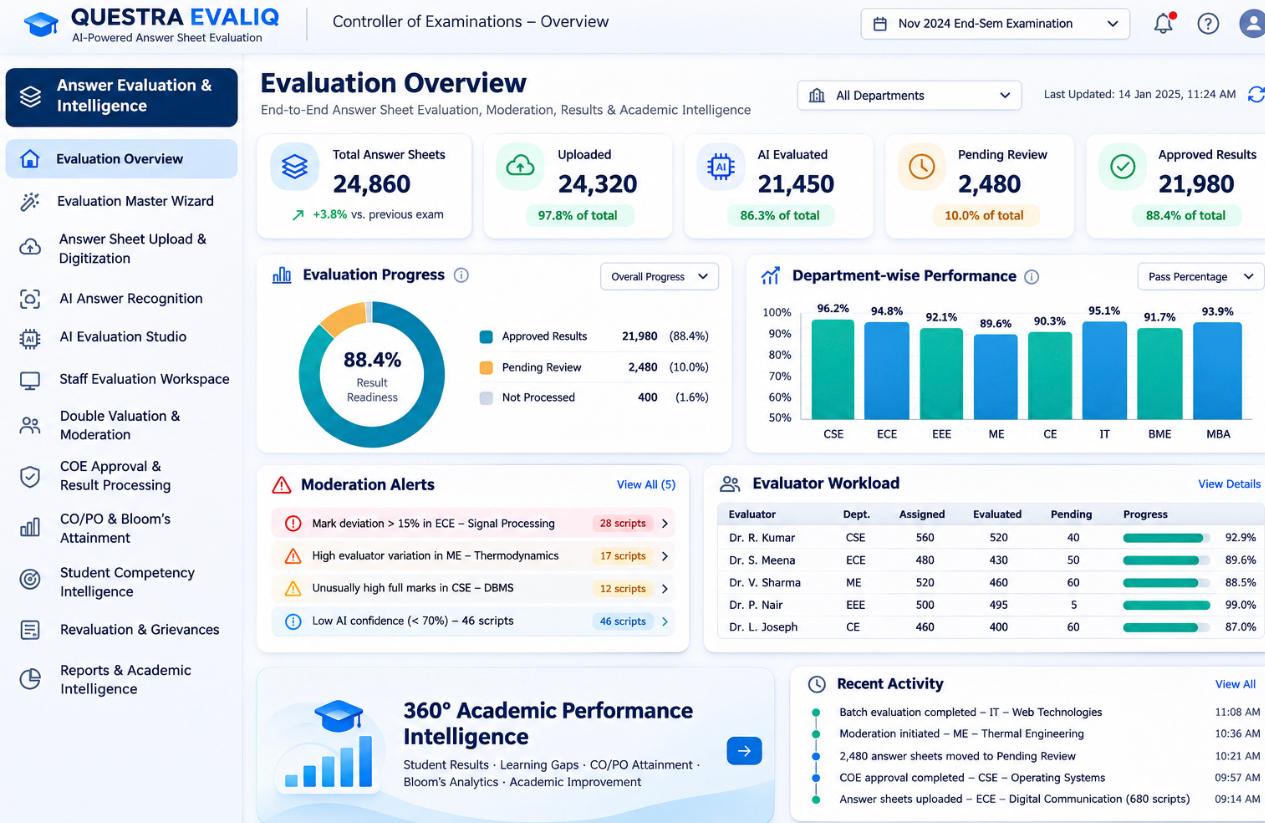 QUESTRA EVALIQ
AI-Powered Answer Sheet Evaluation
Controller of Examinations – Overview
Nov 2024 End-Sem Examination
Answer Evaluation &
Intelligence
Evaluation Overview
Evaluation Master Wizard
Answer Sheet Upload &
Digitization
AI Answer Recognition
AI
AI Evaluation Studio
Staff Evaluation Workspace
Double Valuation &
Moderation
COE Approval &
Result Processing
CO/PO & Bloom's
Attainment
Student Competency
Intelligence
Revaluation & Grievances
Reports & Academic
Intelligence
Evaluation Overview
End-to-End Answer Sheet Evaluation, Moderation, Results & Academic Intelligence
All Departments
Last Updated: 14 Jan 2025, 11:24 AM
Total Answer Sheets
24,860
+3.8% vs. previous exam
Uploaded
24,320
97.8% of total
AI
AI Evaluated
21,450
86.3% of total
Pending Review
2,480
10.0% of total
Approved Results
21,980
88.4% of total
Evaluation Progress
Overall Progress
88.4%
Result
Readiness
Approved Results 21,980 (88.4%)
Pending Review 2,480 (10.0%)
Not Processed 400 (1.6%)
Department-wise Performance
Pass Percentage
100%
90%
80%
70%
60%
50%
96.2% 94.8% 92.1% 89.6% 90.3% 95.1% 91.7% 93.9%
CSE ECE EEE ME CE IT BME MBA
Moderation Alerts
View All (5)
Mark deviation > 15% in ECE – Signal Processing 28 scripts
High evaluator variation in ME – Thermodynamics 17 scripts
Unusually high full marks in CSE – DBMS 12 scripts
Low AI confidence (< 70%) – 46 scripts 46 scripts
Evaluator Workload
View Details
Evaluator Dept. Assigned Evaluated Pending Progress
Dr. R. Kumar CSE 560 520 40 92.9%
Dr. S. Meena ECE 480 430 50 89.6%
Dr. V. Sharma ME 520 460 60 88.5%
Dr. P. Nair EEE 500 495 5 99.0%
Dr. L. Joseph CE 460 400 60 87.0%
360° Academic Performance
Intelligence
Student Results · Learning Gaps · CO/PO Attainment ·
Bloom's Analytics · Academic Improvement
Recent Activity
View All
Batch evaluation completed – IT – Web Technologies 11:08 AM
Moderation initiated – ME – Thermal Engineering 10:36 AM
2,480 answer sheets moved to Pending Review 10:21 AM
COE approval completed – CSE – Operating Systems 09:57 AM
Answer sheets uploaded – ECE – Digital Communication (680 scripts) 09:14 AM